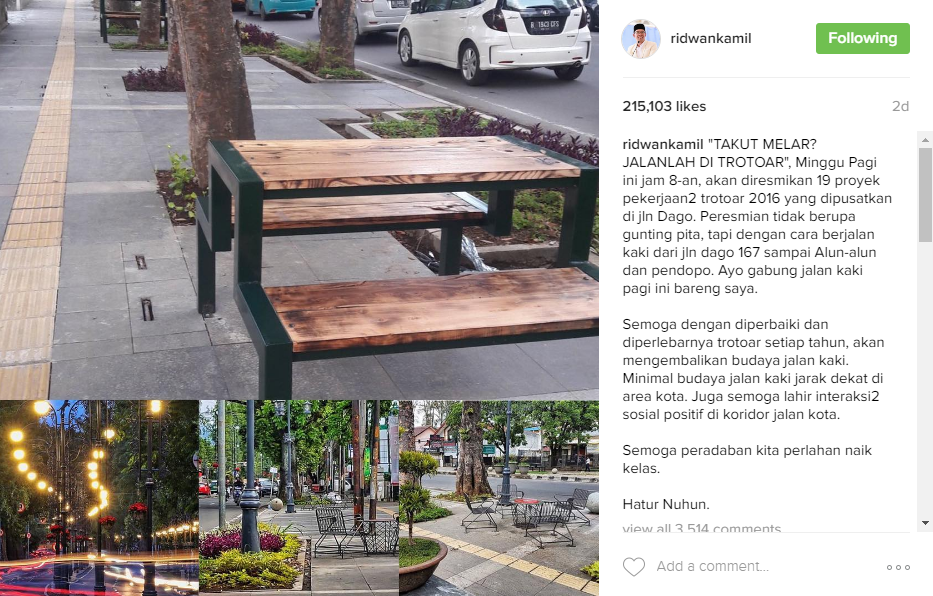 ridwankamil
Following
215,103 likes
2d
ridwankamil "TAKUT MELAR?
JALANLAH DI TROTOAR", Minggu Pagi
ini jam 8-an, akan diresmikan 19 proyek
pekerjaan2 trotoar 2016 yang dipusatkan
di jln Dago. Peresmian tidak berupa
gunting pita, tapi dengan cara berjalan
kaki dari jln dago 167 sampai Alun-alun
dan pendopo. Ayo gabung jalan kaki
pagi ini bareng saya.
Semoga dengan diperbaiki dan
diperlebarnya trotoar setiap tahun, akan
mengembalikan budaya jalan kaki.
Minimal budaya jalan kaki jarak dekat di
area kota. Juga semoga lahir interaksi2
sosial positif di koridor jalan kota.
Semoga peradaban kita perlahan naik
kelas.
Hatur Nuhun.
view all 3,514 comments
Add a comment...